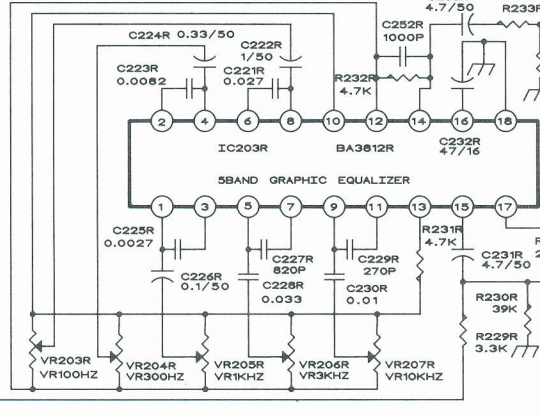 4.7/50
R233R
C224R 0.33/50
C252R
1000P
C222R
1/50
C223R
0.0082
C221R
0.027
R232R
4.7K
2 4 6 8 10 12 14 16 18
IC203R BA3812R
C232R
47/16
5BAND GRAPHIC EQUALIZER
1 3 5 7 9 11 13 15 17
C225R
0.0027
R231R
4.7K
C226R
0.1/50
C227R
820P
C228R
0.033
C229R
270P
C230R
0.01
C231R
4.7/50
R230R
39K
R229R
3.3K
VR203R
VR100HZ
VR204R
VR300HZ
VR205R
VR1KHZ
VR206R
VR3KHZ
VR207R
VR10KHZ